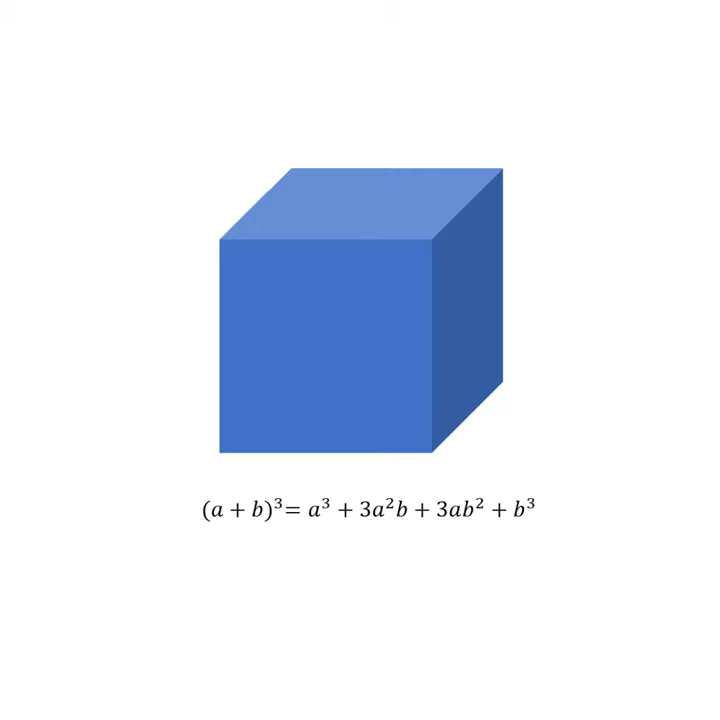 (a + b)³= a³ + 3a²b + 3ab² + b³